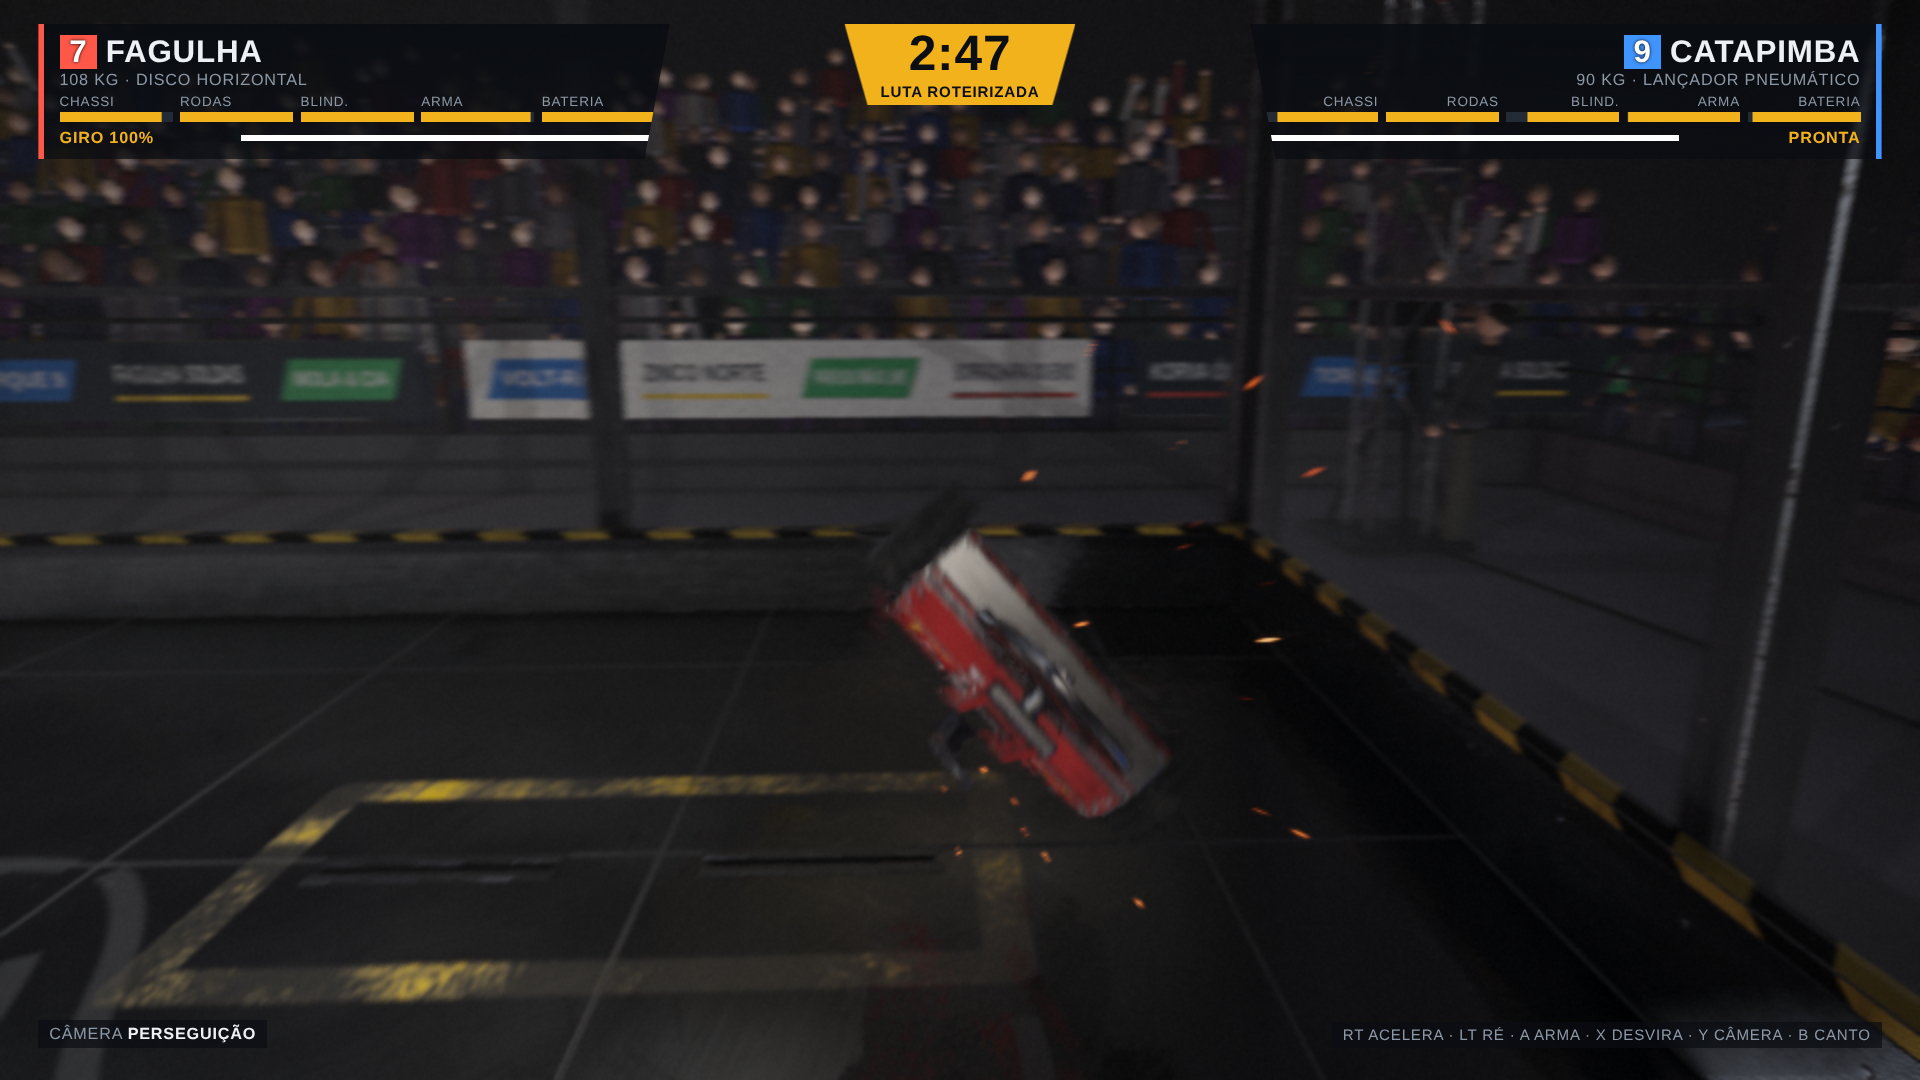 7 FAGULHA
108 KG · DISCO HORIZONTAL
CHASSI RODAS BLIND. ARMA BATERIA
GIRO 100%
2:47
LUTA ROTEIRIZADA
9 CATAPIMBA
90 KG · LANÇADOR PNEUMÁTICO
CHASSI RODAS BLIND. ARMA BATERIA
PRONTA
CÂMERA PERSEGUIÇÃO
RT ACELERA · LT RÉ · A ARMA · X DESVIRA · Y CÂMERA · B CANTO